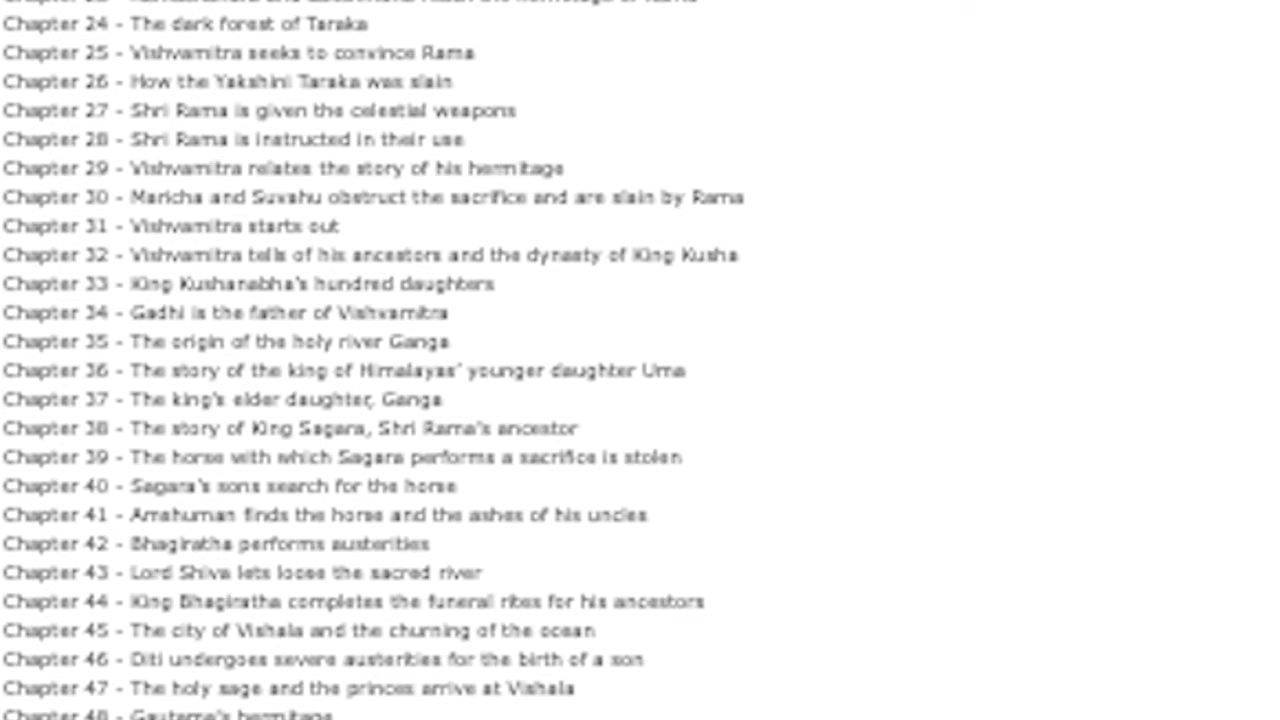 Chapter 24 - The dark forest of Taraka
Chapter 25 - Vishvamitra seeks to convince Rama
Chapter 26 - How the Yakshini Taraka was slain
Chapter 27 - Shri Rama is given the celestial weapons
Chapter 28 - Shri Rama is instructed in their use
Chapter 29 - Vishvamitra relates the story of his hermitage
Chapter 30 - Maricha and Suvahu obstruct the sacrifice and are slain by Rama
Chapter 31 - Vishvamitra starts out
Chapter 32 - Vishvamitra tells of his ancestors and the dynasty of King Kusha
Chapter 33 - King Kushanabha's hundred daughters
Chapter 34 - Gadhi is the father of Vishvamitra
Chapter 35 - The origin of the holy river Ganga
Chapter 36 - The story of the king of Himalayas' younger daughter Uma
Chapter 37 - The king's elder daughter, Ganga
Chapter 38 - The story of King Sagara, Shri Rama's ancestor
Chapter 39 - The horse with which Sagara performs a sacrifice is stolen
Chapter 40 - Sagara's sons search for the horse
Chapter 41 - Amshuman finds the horse and the ashes of his uncles
Chapter 42 - Bhagiratha performs austerities
Chapter 43 - Lord Shiva lets loose the sacred river
Chapter 44 - King Bhagiratha completes the funeral rites for his ancestors
Chapter 45 - The city of Vishala and the churning of the ocean
Chapter 46 - Diti undergoes severe austerities for the birth of a son
Chapter 47 - The holy sage and the princes arrive at Vishala
Chapter 48 - Gautama's hermitage